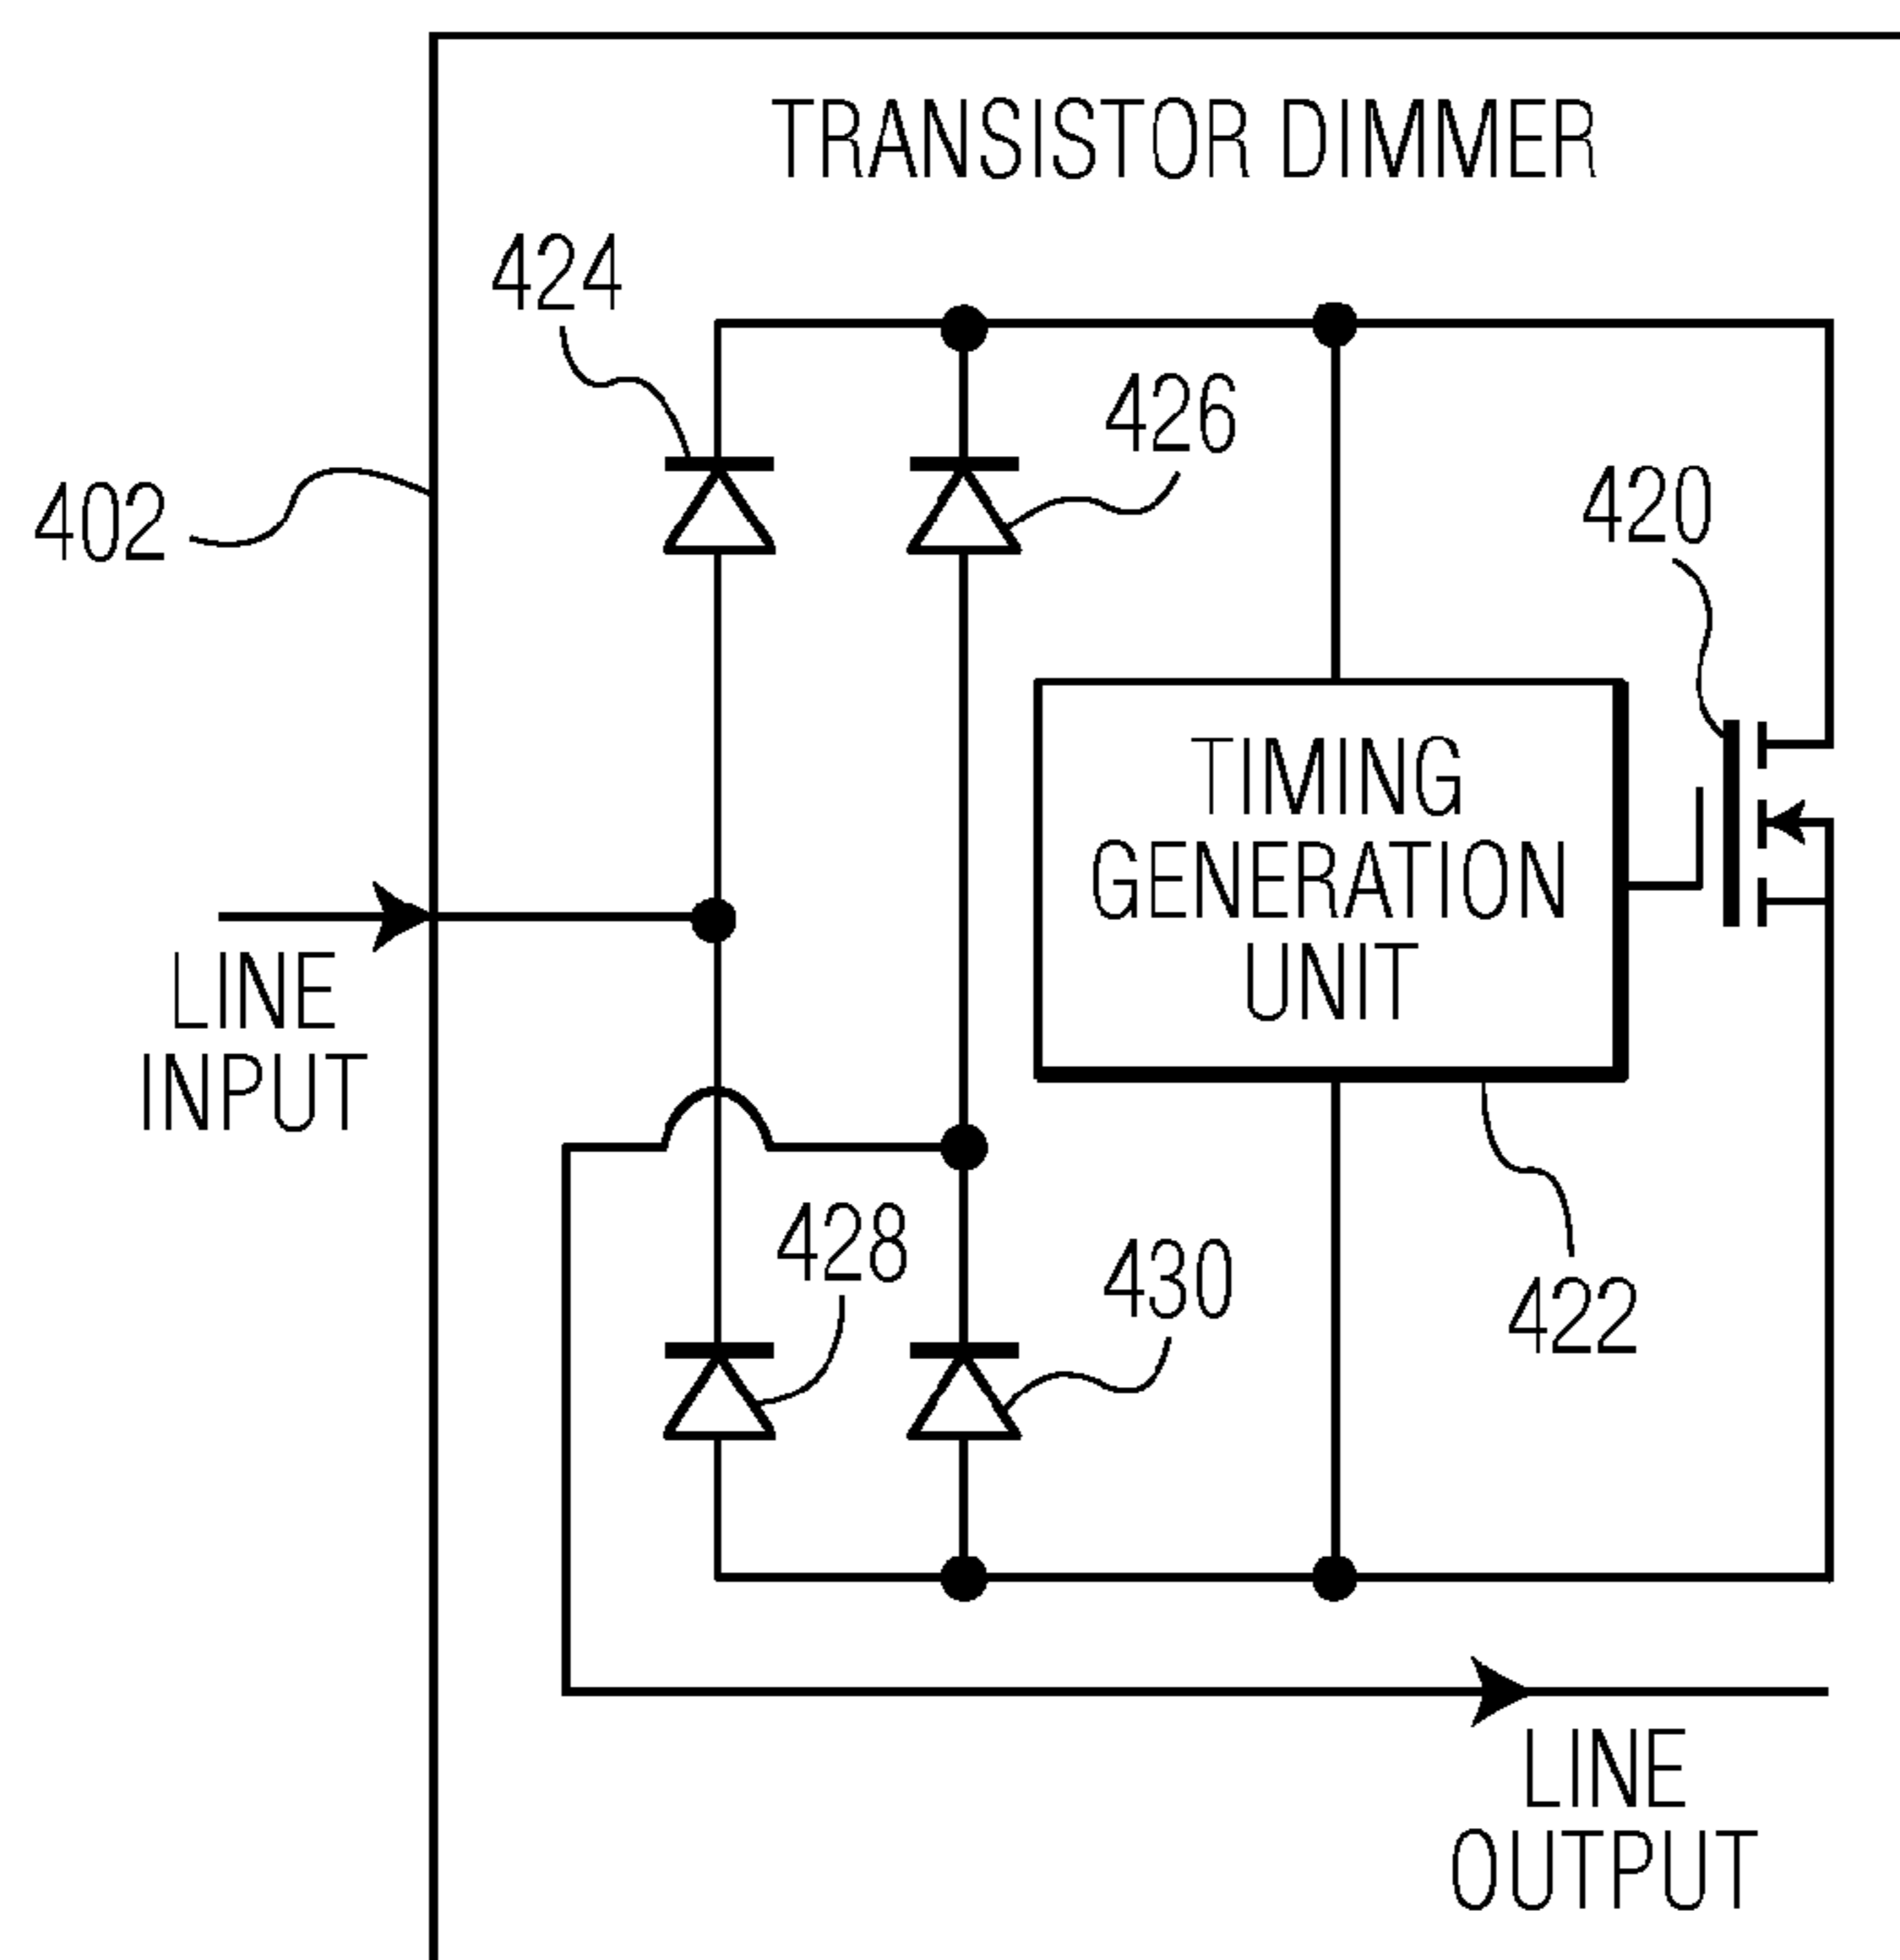 TRANSISTOR DIMMER
424
426
420
402
TIMING
GENERATION
UNIT
LINE
INPUT
428
430
422
LINE
OUTPUT